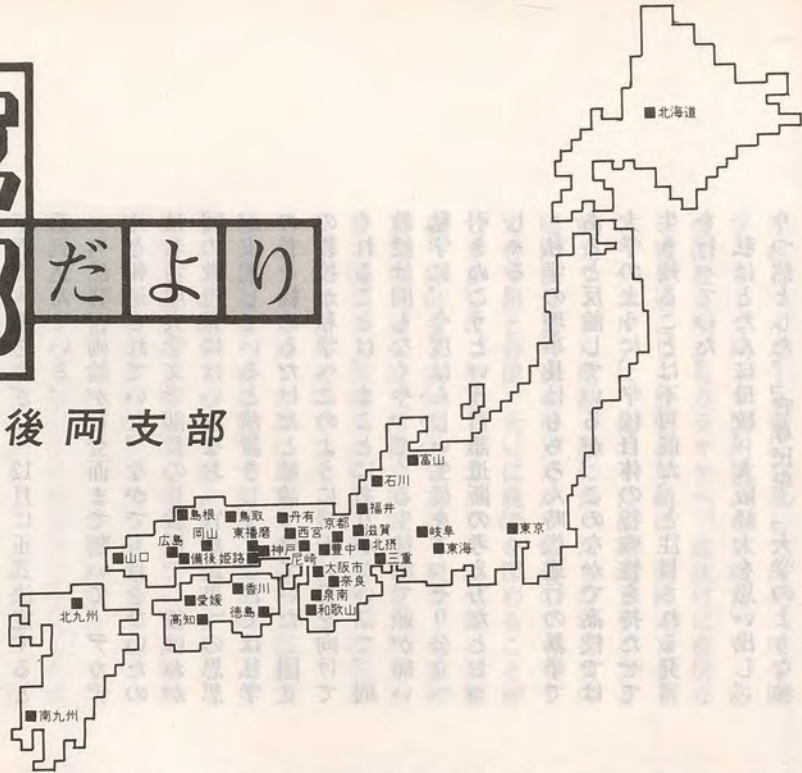 だより
後両支部
■北海道
■富山
■石川
■福井
■島根
■鳥取
■丹有
京都■
■滋賀
■岐阜
■東京
岡山■
東播磨■
■西宮
■北摂
■東海
広島■
■山口
■備後
姫路■
■神戸
尼崎■
■豊中
■三重
■大阪市
■奈良
■泉南
■和歌山
■香川
■愛媛
徳島■
高知■
北九州■
■南九州